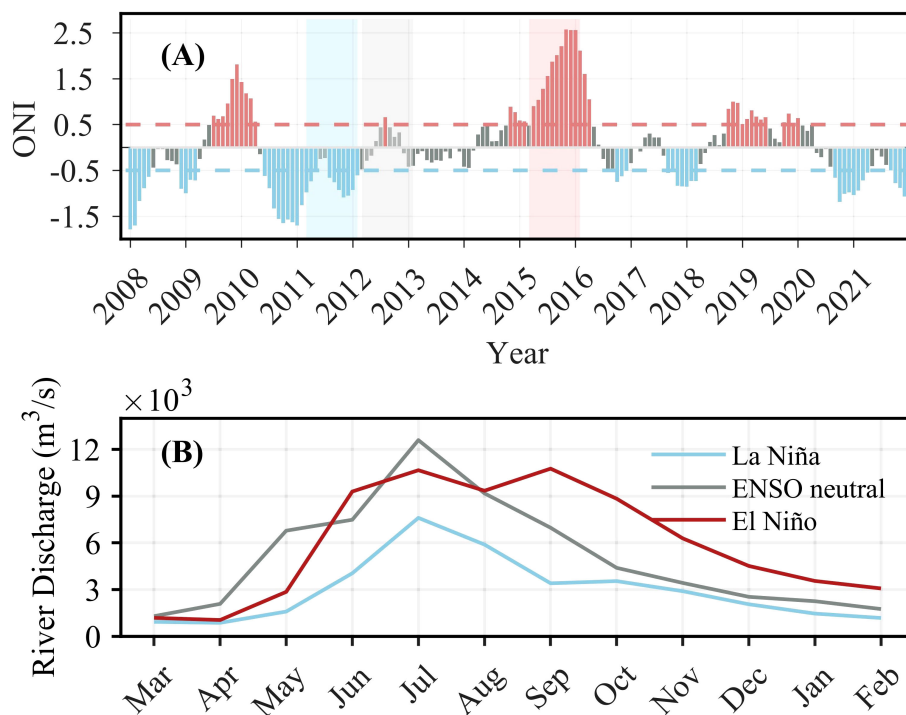 (A)
ONI
2.5
1.5
0.5
-0.5
-1.5
2008 2009 2010 2011 2012 2013 2014 2015 2016 2017 2018 2019 2020 2021
Year
×10³
River Discharge (m³/s)
(B)
12
9
6
3
0
La Niña
ENSO neutral
El Niño
Mar Apr May Jun Jul Aug Sep Oct Nov Dec Jan Feb